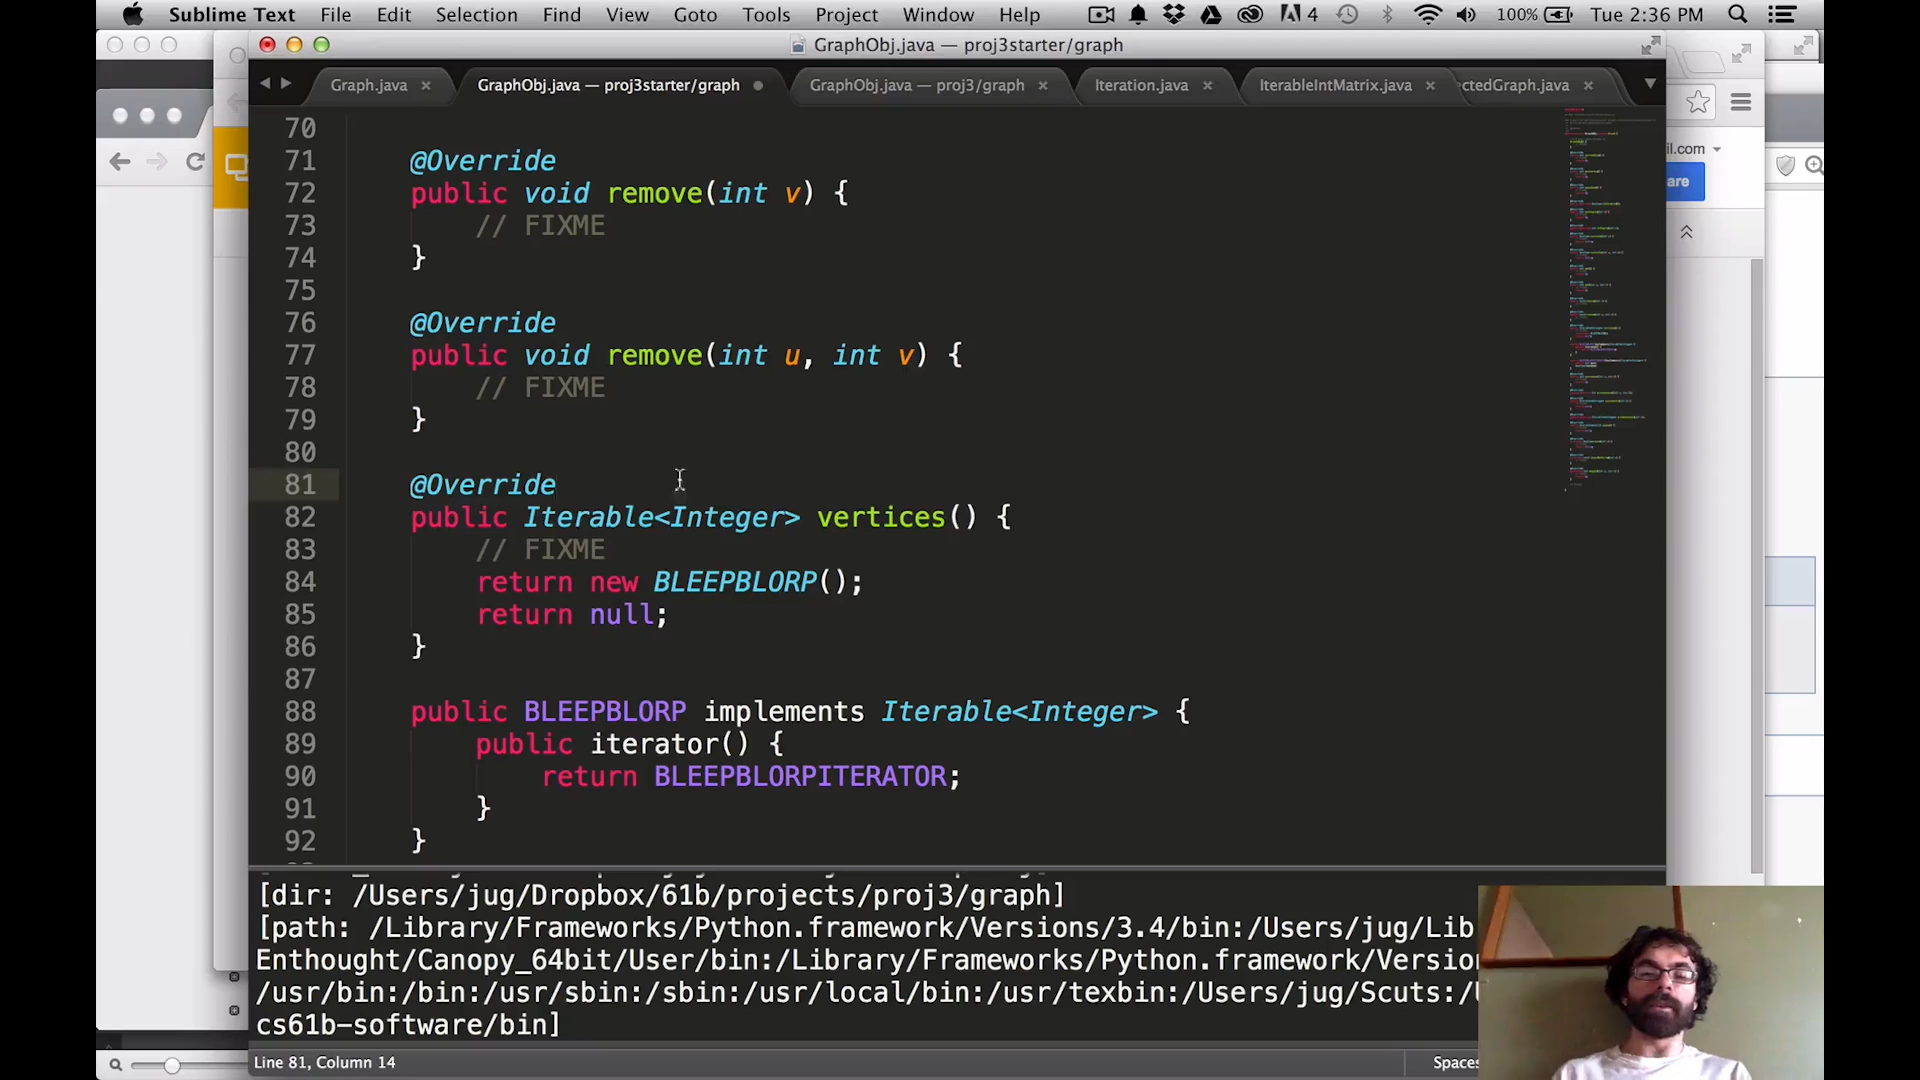 Sublime Text File Edit Selection Find View Goto Tools Project Window Help 4 100% Tue 2:36 PM
GraphObj.java — proj3starter/graph
Graph.java GraphObj.java — proj3starter/graph GraphObj.java — proj3/graph Iteration.java IterableIntMatrix.java ctedGraph.java
il.com
are
70
71 @Override
72 public void remove(int v) {
73 // FIXME
74 }
75
76 @Override
77 public void remove(int u, int v) {
78 // FIXME
79 }
80
81 @Override
82 public Iterable<Integer> vertices() {
83 // FIXME
84 return new BLEEPBLORP();
85 return null;
86 }
87
88 public BLEEPBLORP implements Iterable<Integer> {
89 public iterator() {
90 return BLEEPBLORPITERATOR;
91 }
92 }
[dir: /Users/jug/Dropbox/61b/projects/proj3/graph]
[path: /Library/Frameworks/Python.framework/Versions/3.4/bin:/Users/jug/Lib
Enthought/Canopy_64bit/User/bin:/Library/Frameworks/Python.framework/Version
/usr/bin:/bin:/usr/sbin:/sbin:/usr/local/bin:/usr/texbin:/Users/jug/Scuts:/U
cs61b-software/bin]
Line 81, Column 14 Spaces